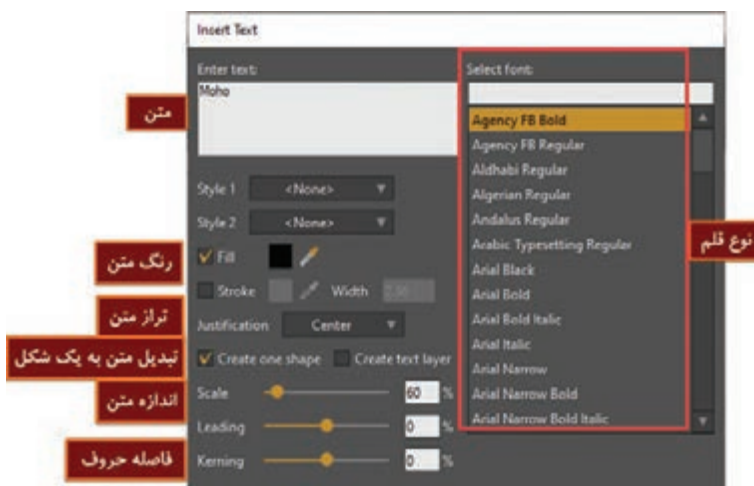 Insert Text
Enter text:
Moho
متن
Style 1 <None>
Style 2 <None>
Fill
رنگ متن
Stroke Width
تراز متن
Justification Center
تبدیل متن به یک شکل
Create one shape Create text layer
اندازه متن
Scale 60 %
Leading 0 %
فاصله حروف
Kerning 0 %
Select font:
Agency FB Bold
Agency FB Regular
Aldhabi Regular
Algerian Regular
Andalus Regular
Arabic Typesetting Regular
Arial Black
Arial Bold
Arial Bold Italic
Arial Italic
Arial Narrow
Arial Narrow Bold
Arial Narrow Bold Italic
نوع قلم